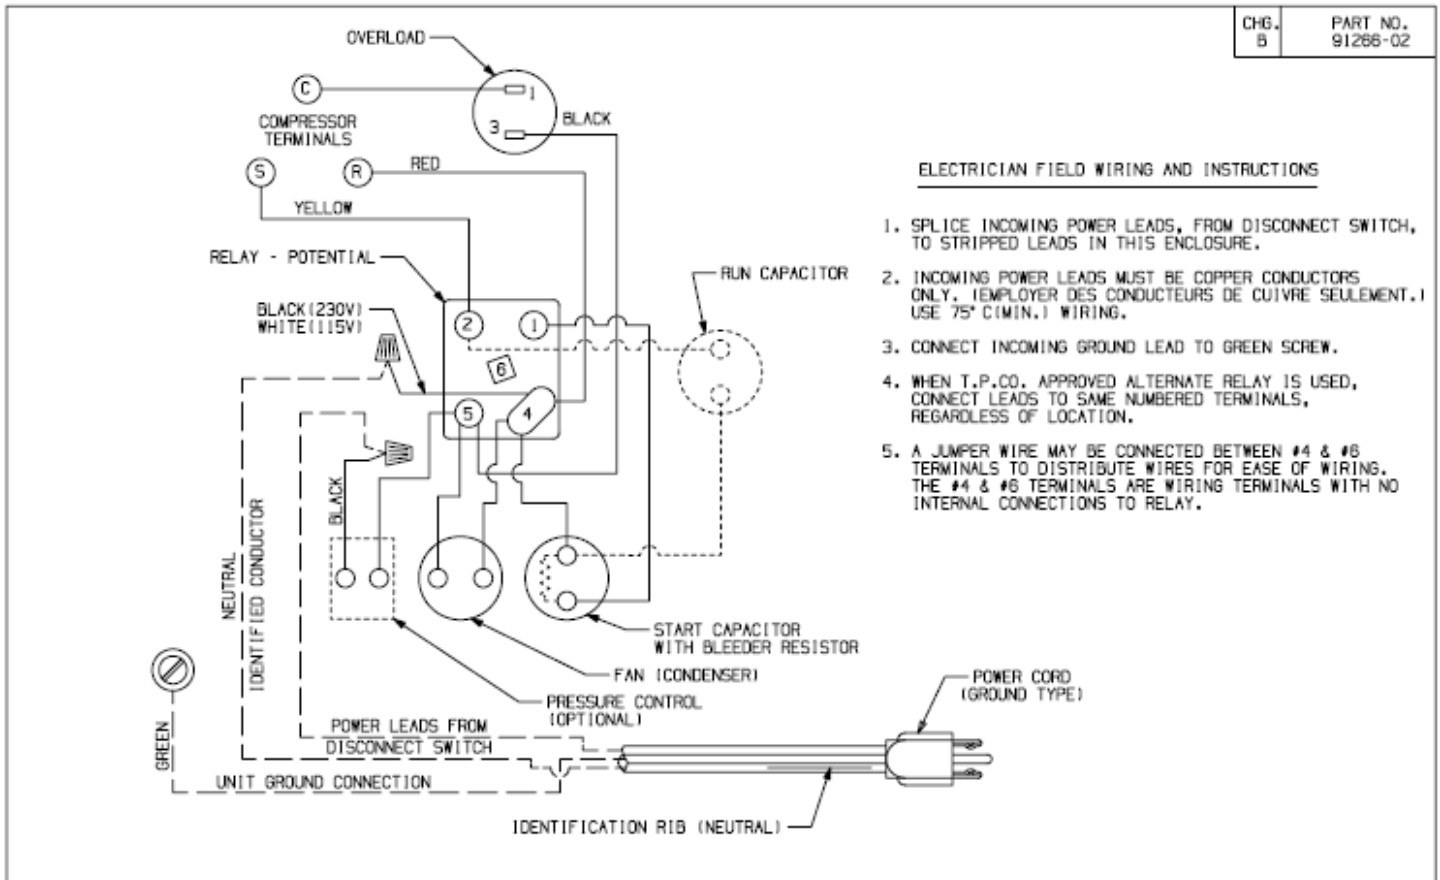 CHG. PART NO.
B 91266-02
OVERLOAD
C
1
COMPRESSOR
TERMINALS
3
BLACK
S
R
RED
YELLOW
RELAY - POTENTIAL
BLACK(230V)
WHITE(115V)
2
1
6
5
4
RUN CAPACITOR
ELECTRICIAN FIELD WIRING AND INSTRUCTIONS
1. SPLICE INCOMING POWER LEADS, FROM DISCONNECT SWITCH,
TO STRIPPED LEADS IN THIS ENCLOSURE.
2. INCOMING POWER LEADS MUST BE COPPER CONDUCTORS
ONLY. (EMPLOYER DES CONDUCTEURS DE CUIVRE SEULEMENT.)
USE 75° C(MIN.) WIRING.
3. CONNECT INCOMING GROUND LEAD TO GREEN SCREW.
4. WHEN T.P.CO. APPROVED ALTERNATE RELAY IS USED,
CONNECT LEADS TO SAME NUMBERED TERMINALS,
REGARDLESS OF LOCATION.
5. A JUMPER WIRE MAY BE CONNECTED BETWEEN #4 & #6
TERMINALS TO DISTRIBUTE WIRES FOR EASE OF WIRING.
THE #4 & #6 TERMINALS ARE WIRING TERMINALS WITH NO
INTERNAL CONNECTIONS TO RELAY.
BLACK
NEUTRAL
IDENTIFIED CONDUCTOR
START CAPACITOR
WITH BLEEDER RESISTOR
FAN (CONDENSER)
PRESSURE CONTROL
(OPTIONAL)
POWER CORD
(GROUND TYPE)
GREEN
POWER LEADS FROM
DISCONNECT SWITCH
UNIT GROUND CONNECTION
IDENTIFICATION RIB (NEUTRAL)